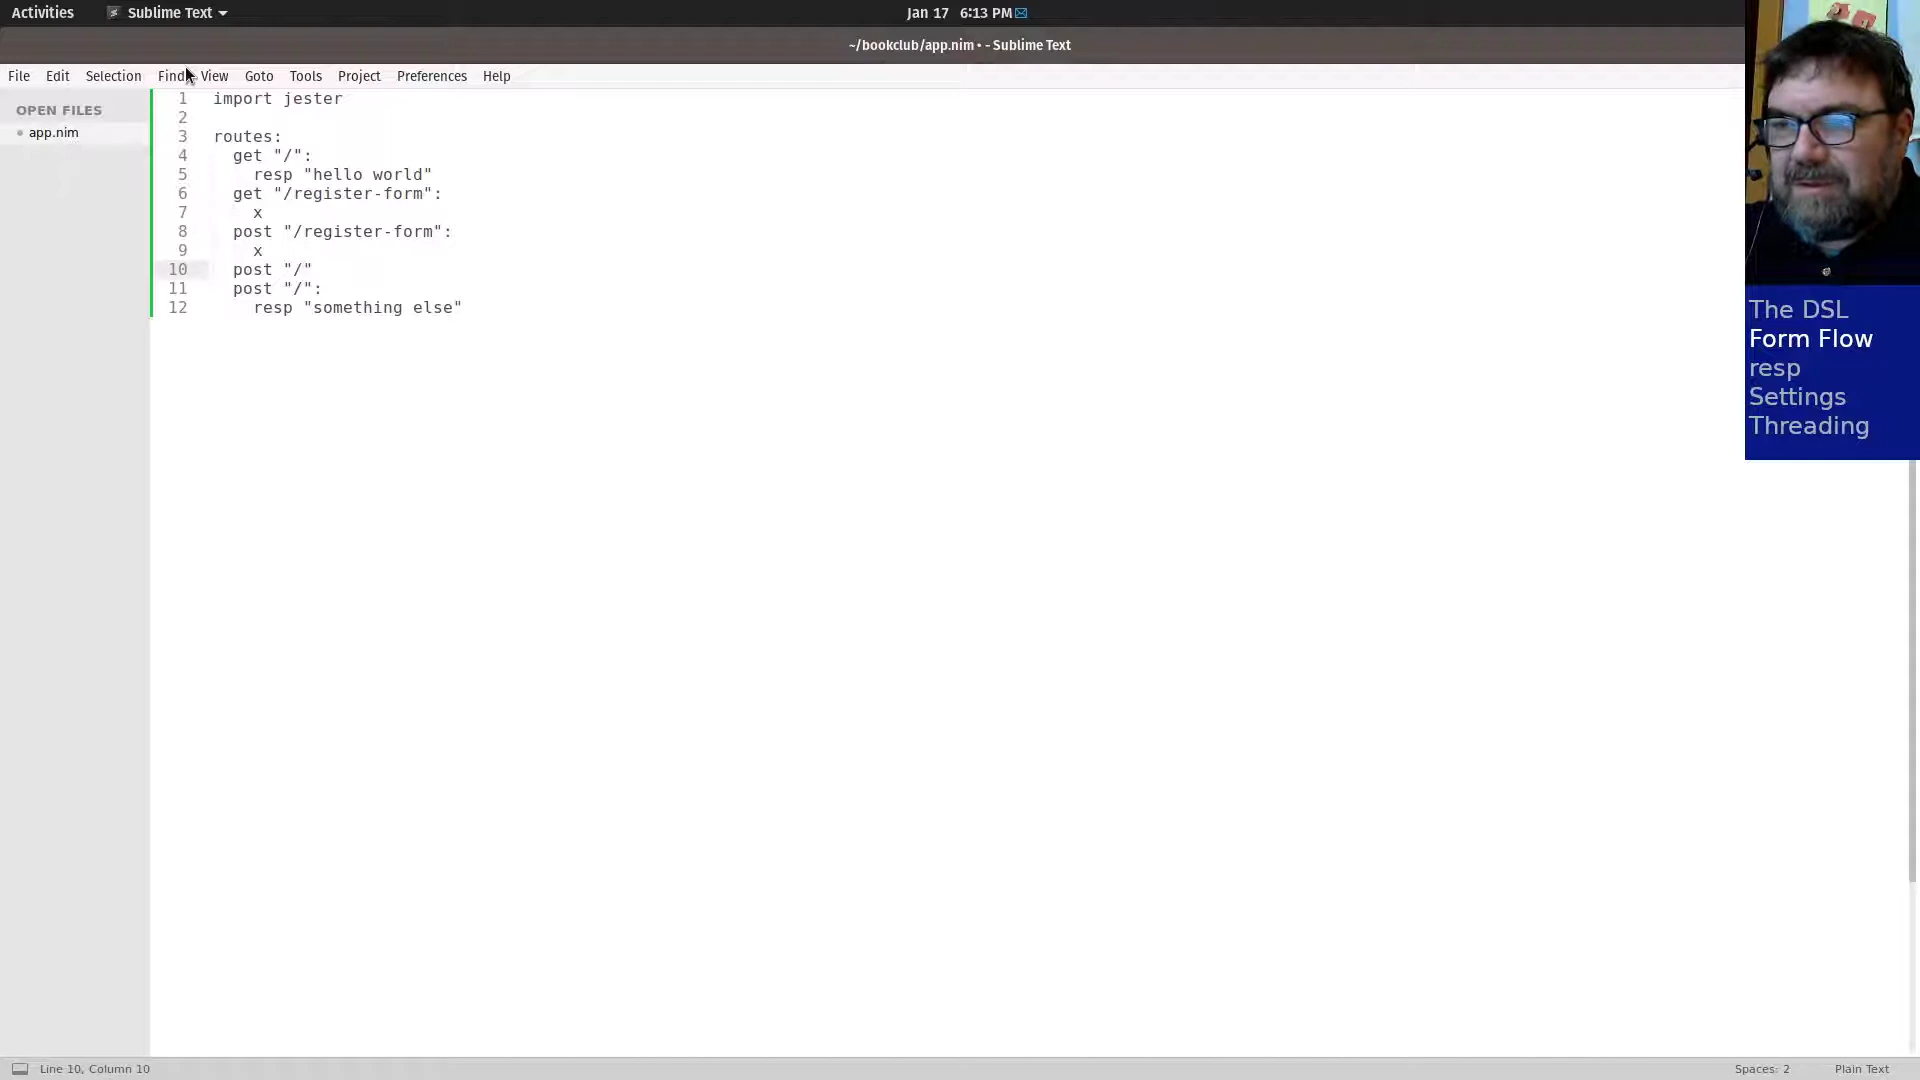 Activities Sublime Text Jan 17 6:13 PM
~/bookclub/app.nim • - Sublime Text
File Edit Selection Find View Goto Tools Project Preferences Help
OPEN FILES
app.nim
1 import jester
2
3 routes:
4   get "/":
5     resp "hello world"
6   get "/register-form":
7     x
8   post "/register-form":
9     x
10   post "/"
11   post "/":
12     resp "something else"
The DSL
Form Flow
resp
Settings
Threading
Line 10, Column 10 Spaces: 2 Plain Text